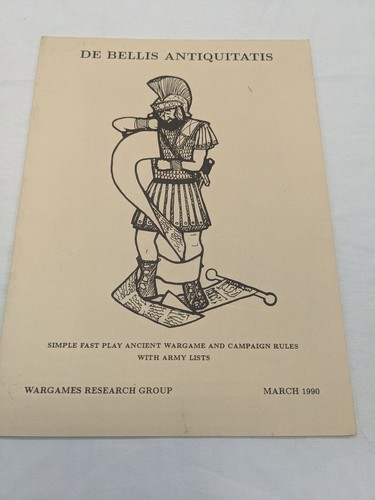 DE BELLIS ANTIQUITATIS
SIMPLE FAST PLAY ANCIENT WARGAME AND CAMPAIGN RULES
WITH ARMY LISTS
WARGAMES RESEARCH GROUP MARCH 1990